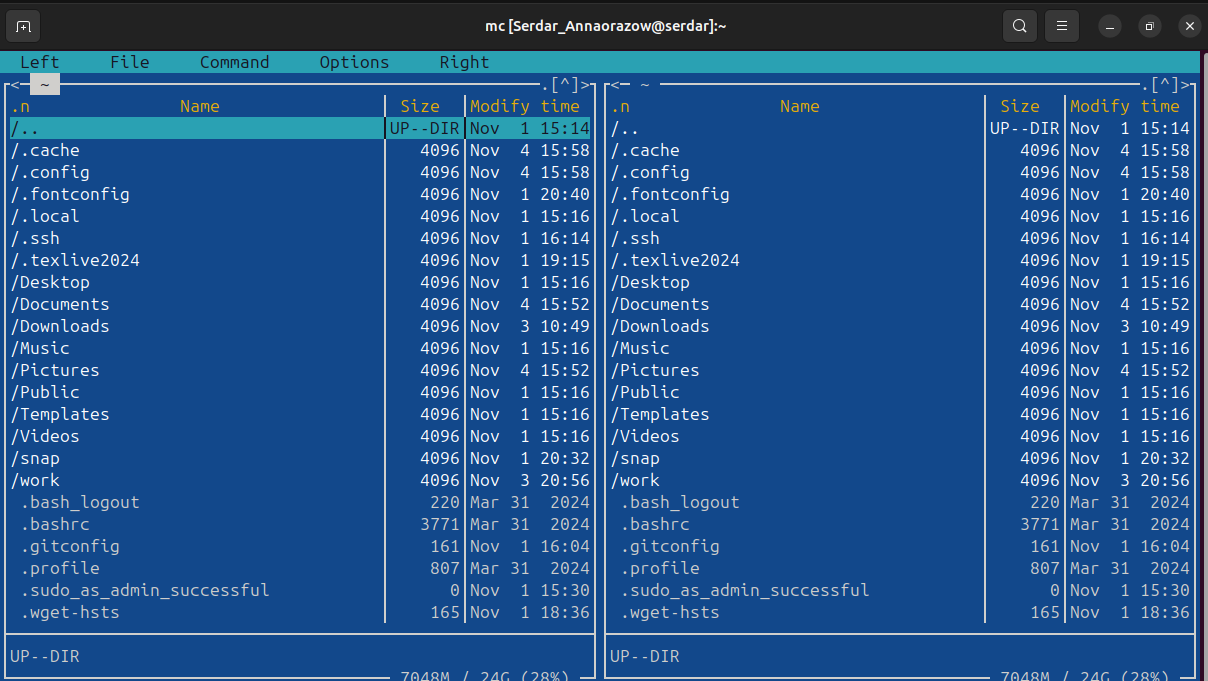 mc [Serdar_Annaorazow@serdar]:~
Left File Command Options Right
<─ ~ ─.[^]> <─ ~ ─.[^]>
.n Name Size Modify time .n Name Size Modify time
/.. UP--DIR Nov 1 15:14 /.. UP--DIR Nov 1 15:14
/.cache 4096 Nov 4 15:58 /.cache 4096 Nov 4 15:58
/.config 4096 Nov 4 15:58 /.config 4096 Nov 4 15:58
/.fontconfig 4096 Nov 1 20:40 /.fontconfig 4096 Nov 1 20:40
/.local 4096 Nov 1 15:16 /.local 4096 Nov 1 15:16
/.ssh 4096 Nov 1 16:14 /.ssh 4096 Nov 1 16:14
/.texlive2024 4096 Nov 1 19:15 /.texlive2024 4096 Nov 1 19:15
/Desktop 4096 Nov 1 15:16 /Desktop 4096 Nov 1 15:16
/Documents 4096 Nov 4 15:52 /Documents 4096 Nov 4 15:52
/Downloads 4096 Nov 3 10:49 /Downloads 4096 Nov 3 10:49
/Music 4096 Nov 1 15:16 /Music 4096 Nov 1 15:16
/Pictures 4096 Nov 4 15:52 /Pictures 4096 Nov 4 15:52
/Public 4096 Nov 1 15:16 /Public 4096 Nov 1 15:16
/Templates 4096 Nov 1 15:16 /Templates 4096 Nov 1 15:16
/Videos 4096 Nov 1 15:16 /Videos 4096 Nov 1 15:16
/snap 4096 Nov 1 20:32 /snap 4096 Nov 1 20:32
/work 4096 Nov 3 20:56 /work 4096 Nov 3 20:56
.bash_logout 220 Mar 31 2024 .bash_logout 220 Mar 31 2024
.bashrc 3771 Mar 31 2024 .bashrc 3771 Mar 31 2024
.gitconfig 161 Nov 1 16:04 .gitconfig 161 Nov 1 16:04
.profile 807 Mar 31 2024 .profile 807 Mar 31 2024
.sudo_as_admin_successful 0 Nov 1 15:30 .sudo_as_admin_successful 0 Nov 1 15:30
.wget-hsts 165 Nov 1 18:36 .wget-hsts 165 Nov 1 18:36
UP--DIR UP--DIR
7048M / 24G (28%) 7048M / 24G (28%)